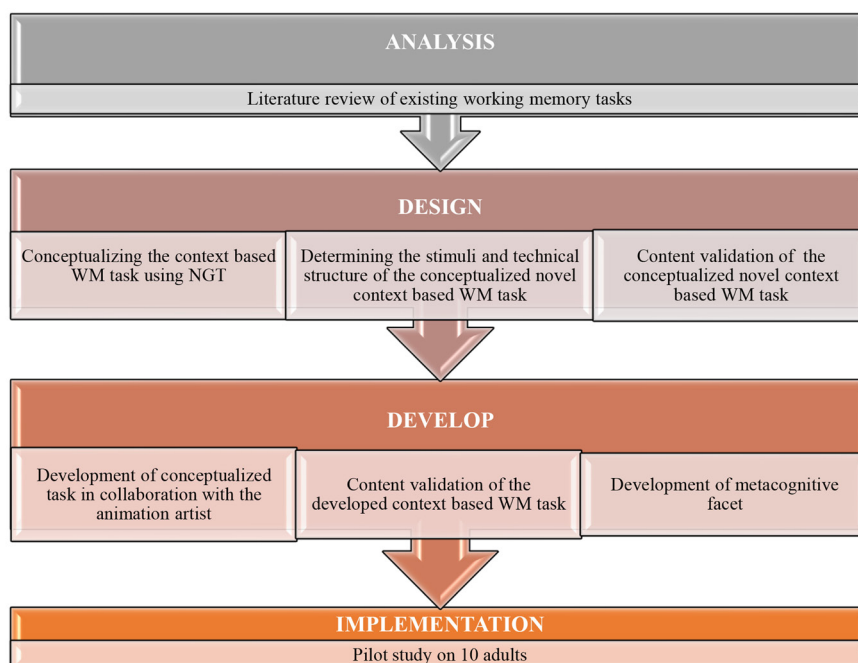 ANALYSIS
Literature review of existing working memory tasks
DESIGN
Conceptualizing the context based
WM task using NGT
Determining the stimuli and technical
structure of the conceptualized novel
context based WM task
Content validation of the
conceptualized novel context
based WM task
DEVELOP
Development of conceptualized
task in collaboration with the
animation artist
Content validation of the
developed context based WM task
Development of metacognitive
facet
IMPLEMENTATION
Pilot study on 10 adults